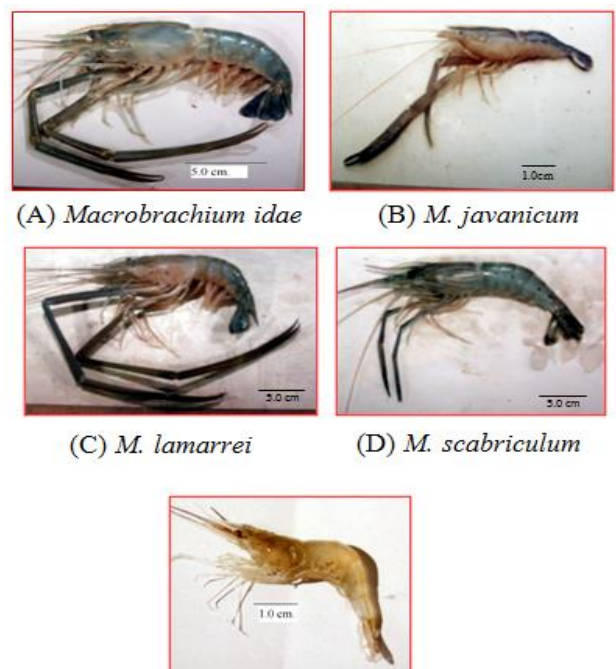 5.0 cm.
1.0cm.
(A) Macrobrachium idae
(B) M. javanicum
5.0 cm
5.0 cm
(C) M. lamarrei
(D) M. scabriculum
1.0 cm.